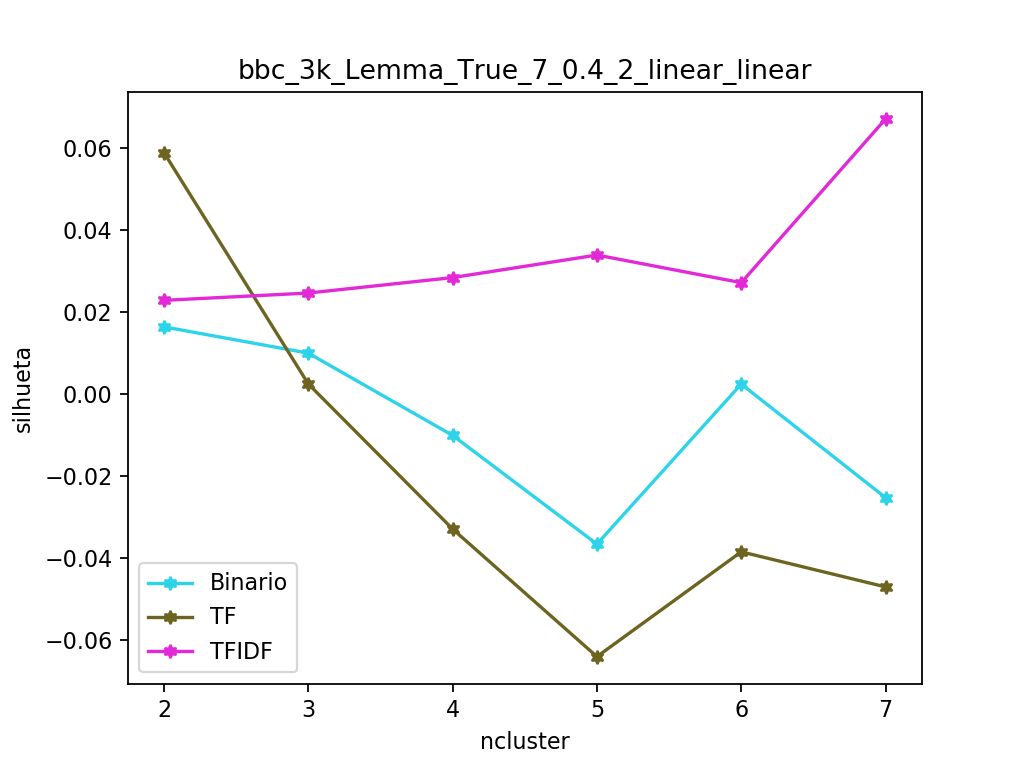 bbc_3k_Lemma_True_7_0.4_2_linear_linear
0.06
0.04
0.02
0.00
−0.02
−0.04
−0.06
silhueta
Binario
TF
TFIDF
2 3 4 5 6 7
ncluster